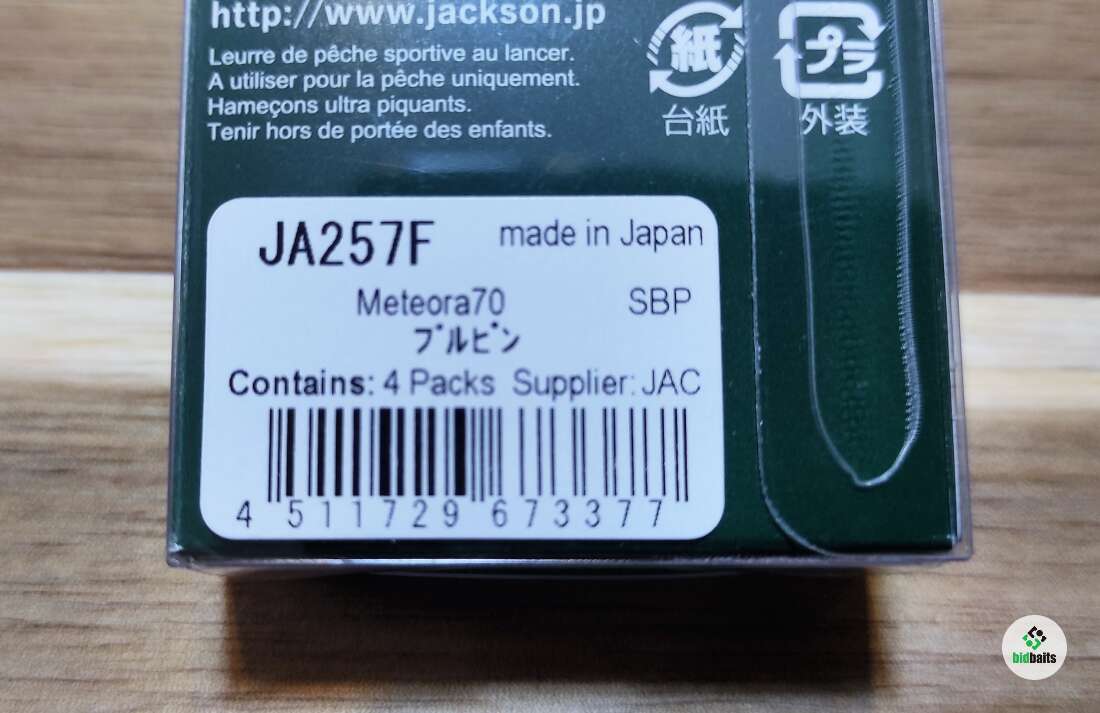 http://www.jackson.jp
Leurre de pêche sportive au lancer.
A utiliser pour la pêche uniquement.
Hameçons ultra piquants.
Tenir hors de portée des enfants.
紙
台紙
プラ
外装
JA257F made in Japan
Meteora70 SBP
ブルピン
Contains: 4 Packs Supplier: JAC
4 511729 673377
bidbaits